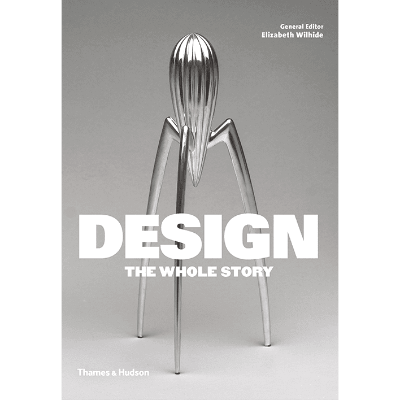 General Editor
Elizabeth Wilhide
DESIGN
THE WHOLE STORY
Thames & Hudson